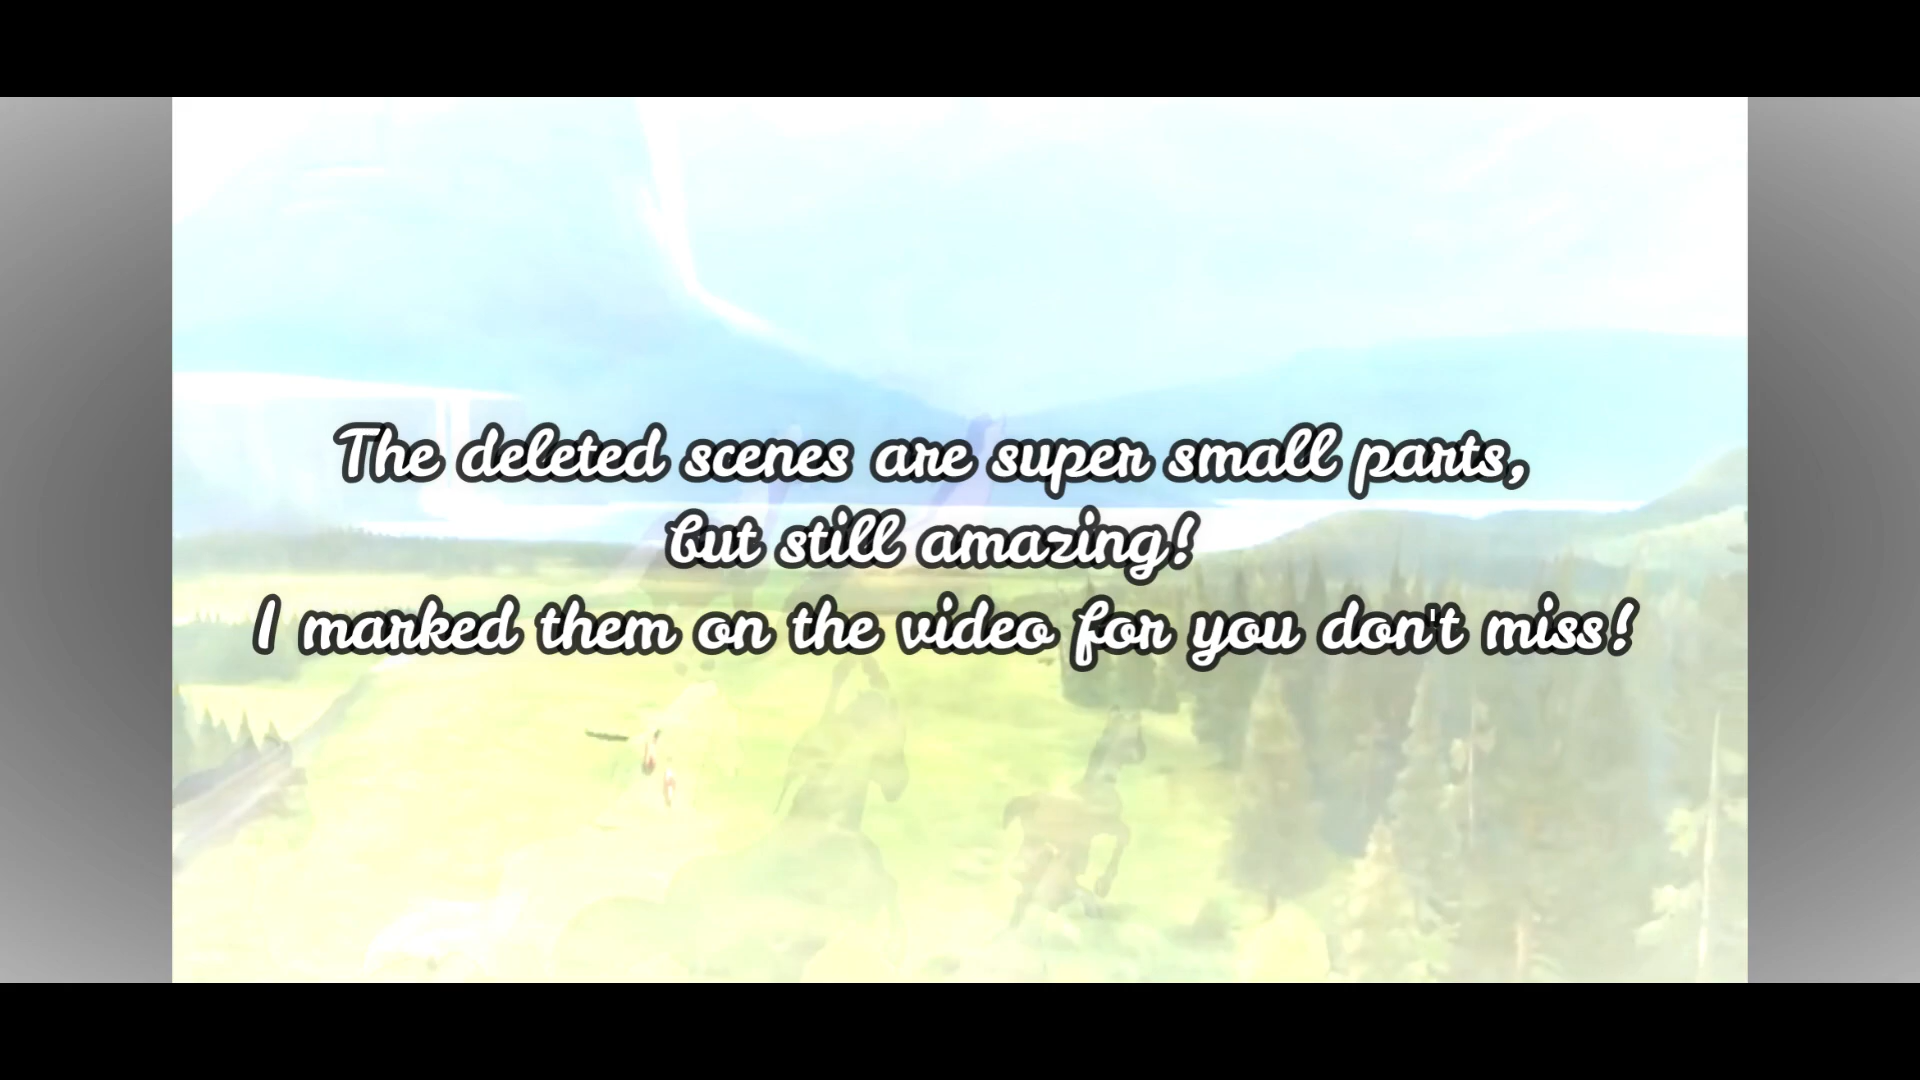 The deleted scenes are super small parts,
but still amazing!
I marked them on the video for you don't miss!